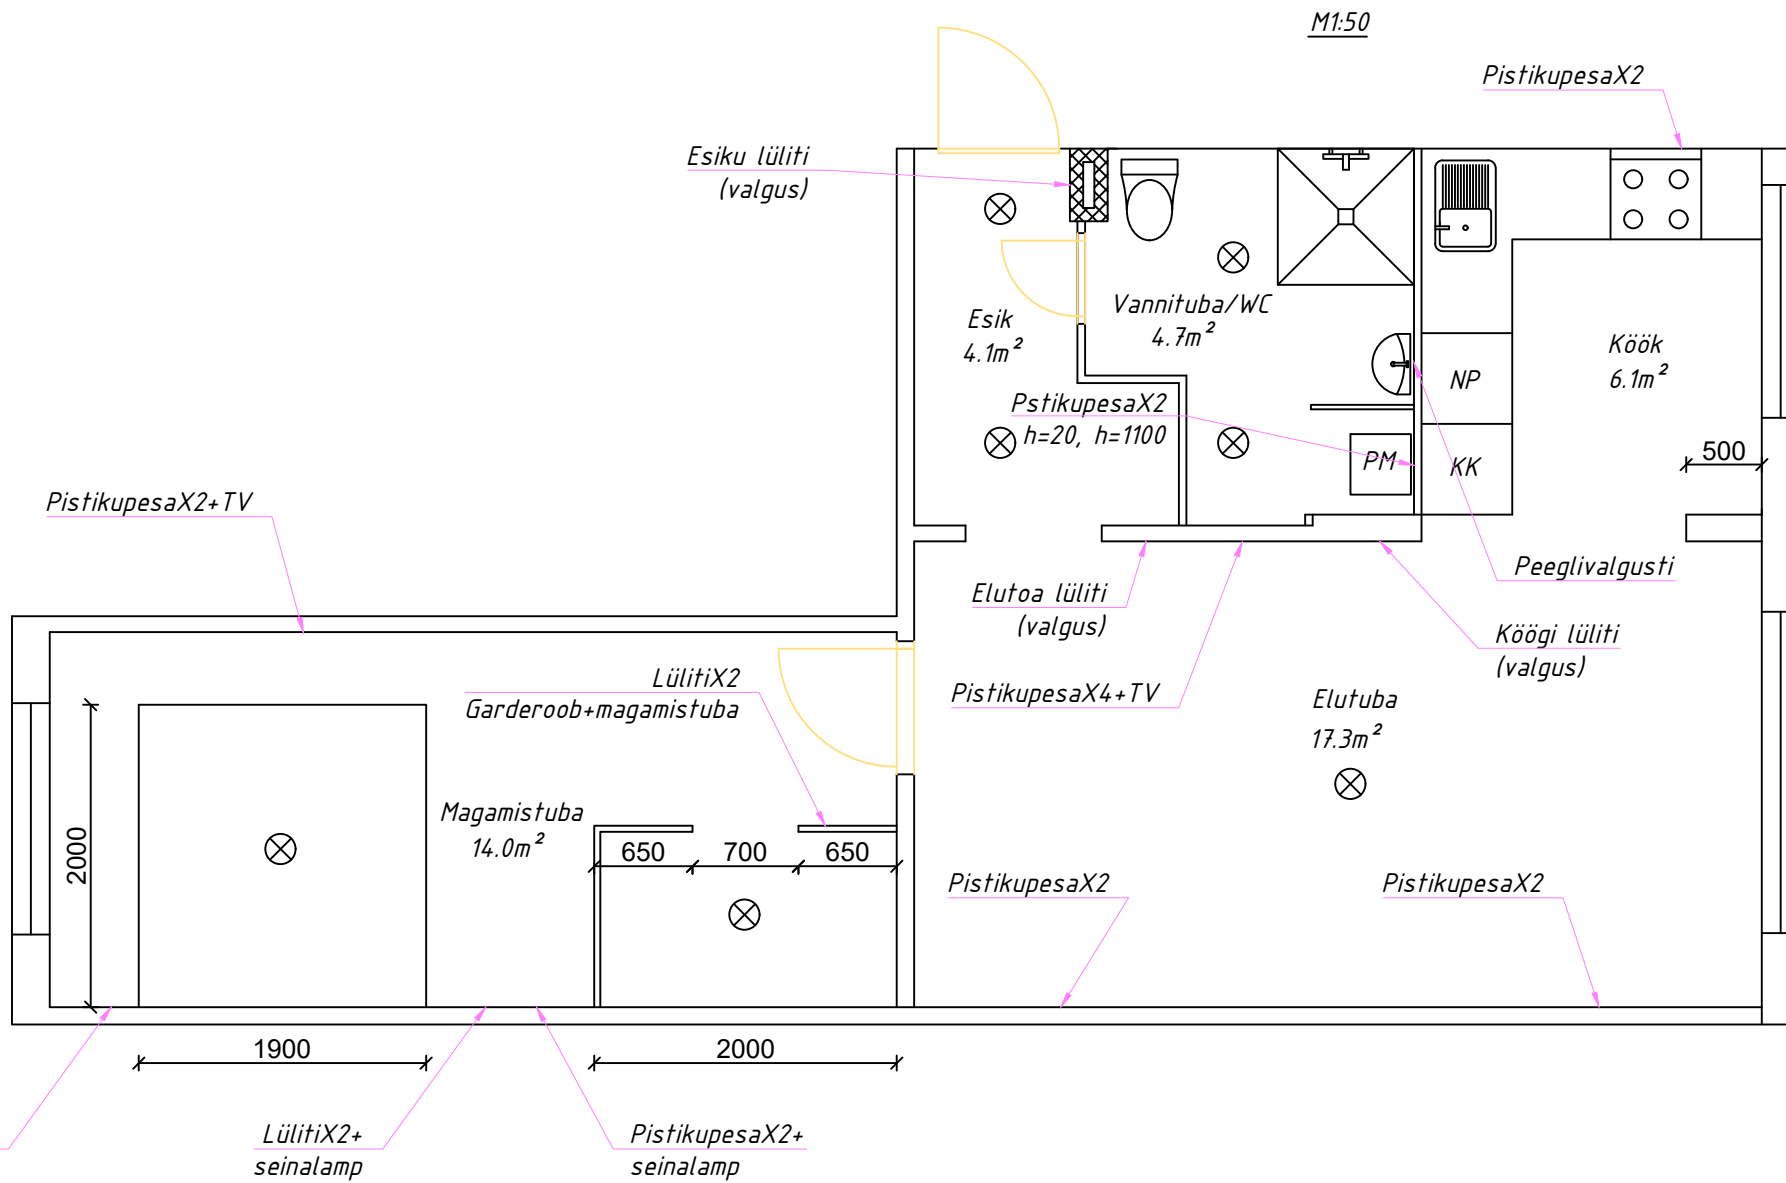 M1:50
PistikupesaX2
Esiku lüliti
(valgus)
Vannituba/WC
4.7m²
Esik
4.1m²
Köök
6.1m²
NP
PstikupesaX2
h=20, h=1100
PM
KK
500
PistikupesaX2+TV
Peeglivalgusti
Elutoa lüliti
(valgus)
Köögi lüliti
(valgus)
LülitiX2
Garderoob+magamistuba
PistikupesaX4+TV
Elutuba
17.3m²
Magamistuba
14.0m²
2000
650
700
650
PistikupesaX2
PistikupesaX2
1900
2000
LülitiX2+
seinalamp
PistikupesaX2+
seinalamp